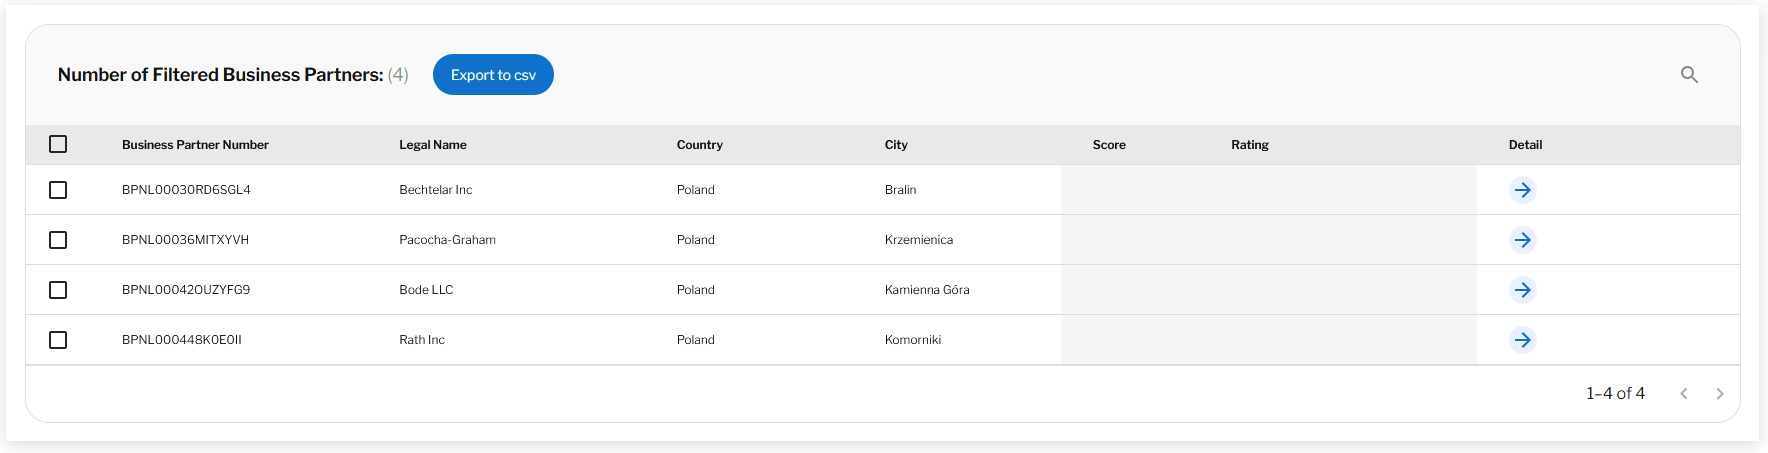 Number of Filtered Business Partners: (4) Export to csv
Business Partner Number Legal Name Country City Score Rating Detail
BPNL00030RD6SGL4 Bechtelar Inc Poland Bralin
BPNL00036MITXYVH Pacocha-Graham Poland Krzemienica
BPNL00042OUZYFG9 Bode LLC Poland Kamienna Góra
BPNL000448K0E0II Rath Inc Poland Komorniki
1–4 of 4